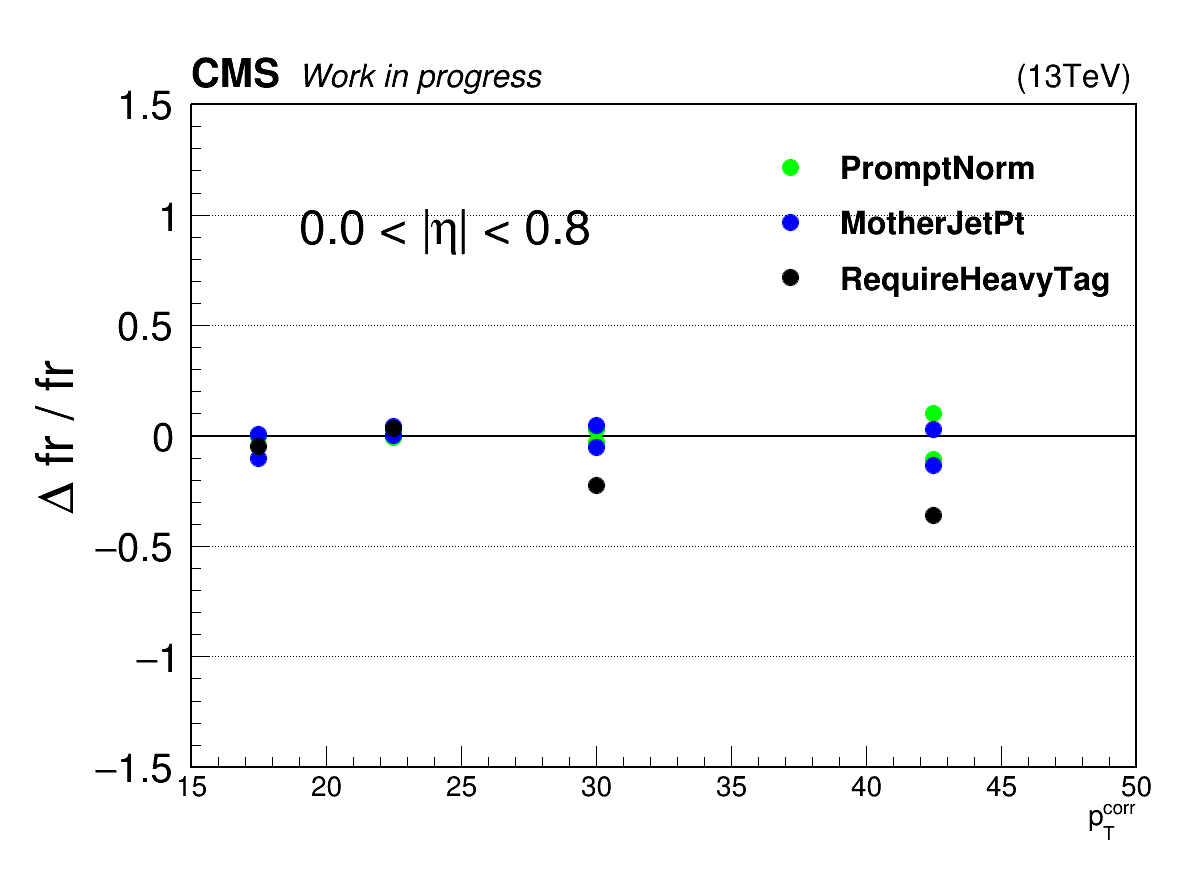 CMS Work in progress (13TeV)
1.5
1
0.5
0
−0.5
−1
−1.5
Δ fr / fr
0.0 < |η| < 0.8
PromptNorm
MotherJetPt
RequireHeavyTag
15 20 25 30 35 40 45 50
p_T^corr